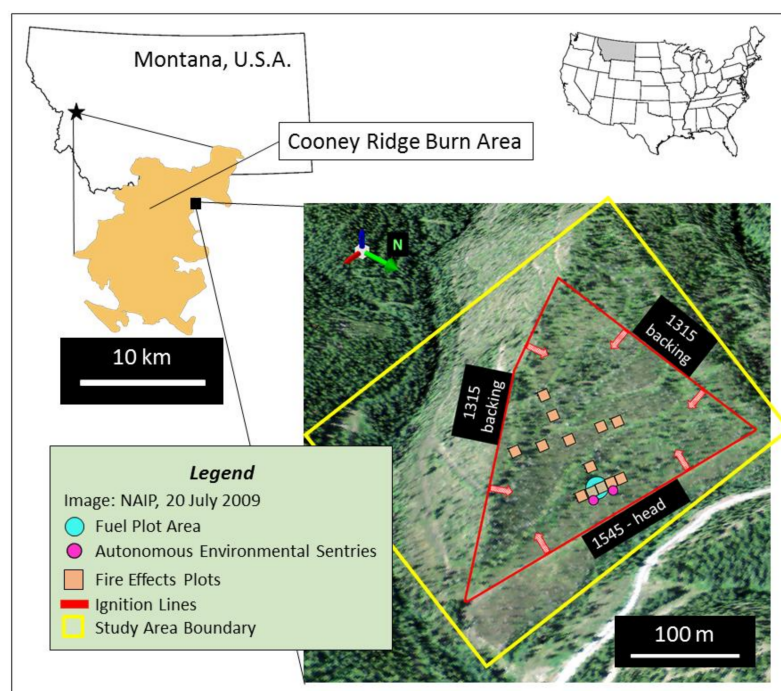 Montana, U.S.A.
Cooney Ridge Burn Area
10 km
N
1315
backing
1315
backing
1545 - head
100 m
Legend
Image: NAIP, 20 July 2009
Fuel Plot Area
Autonomous Environmental Sentries
Fire Effects Plots
Ignition Lines
Study Area Boundary